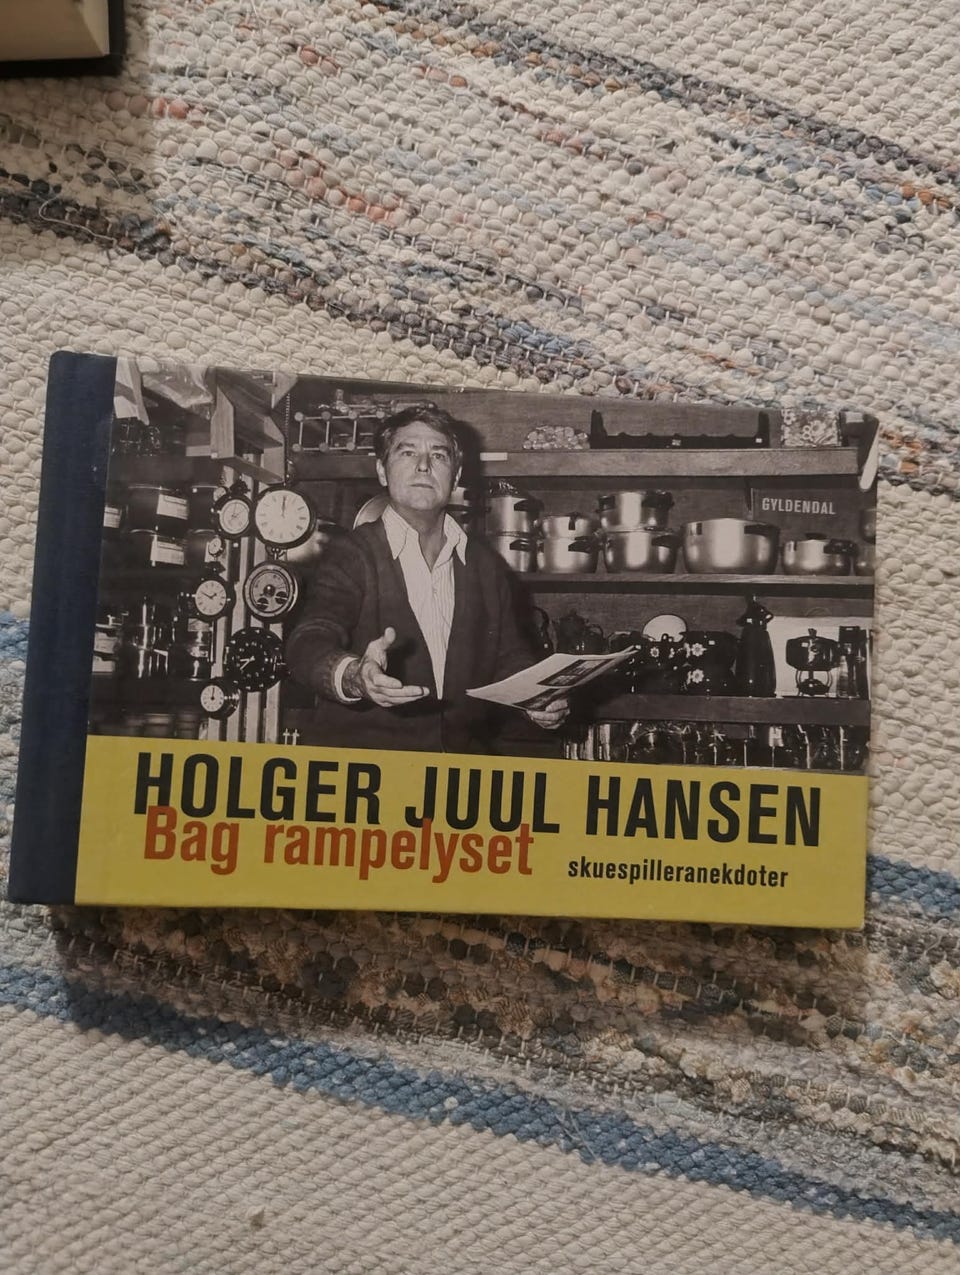 GYLDENDAL
HOLGER JUUL HANSEN
Bag rampelyset
skuespilleranekdoter